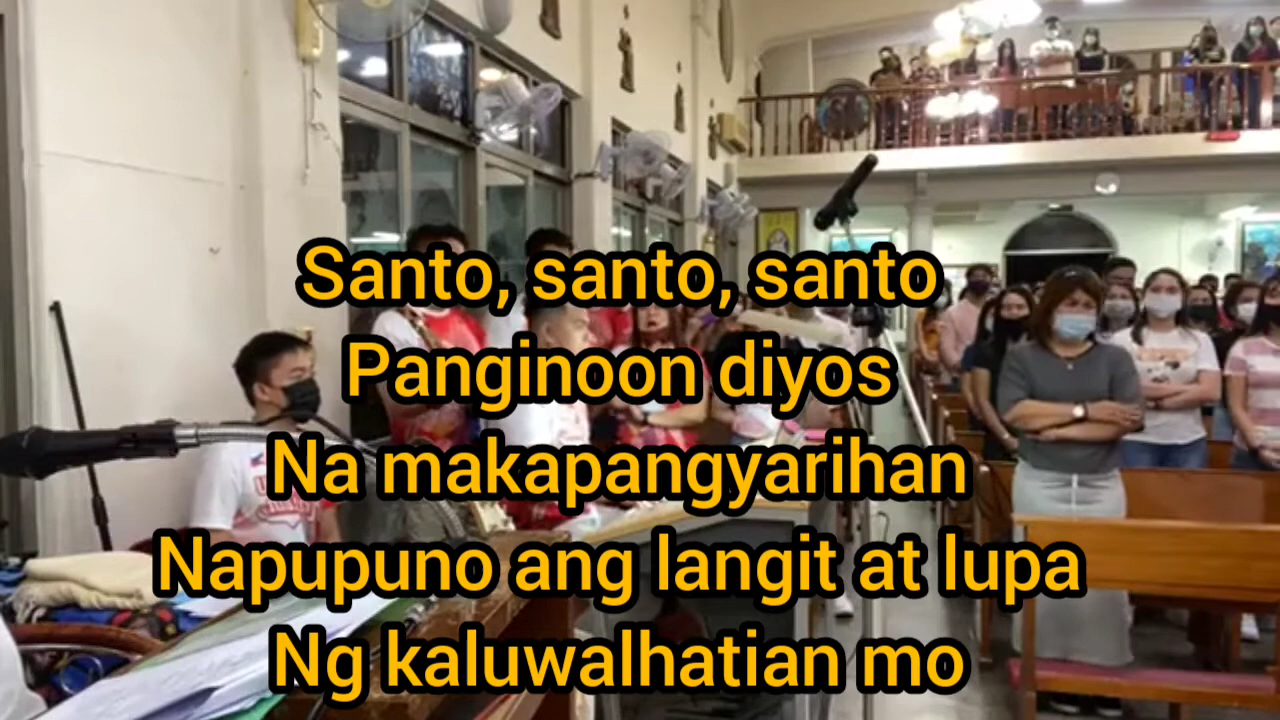 Santo, santo, santo
Panginoon diyos
Na makapangyarihan
Napupuno ang langit at lupa
Ng kaluwalhatian mo